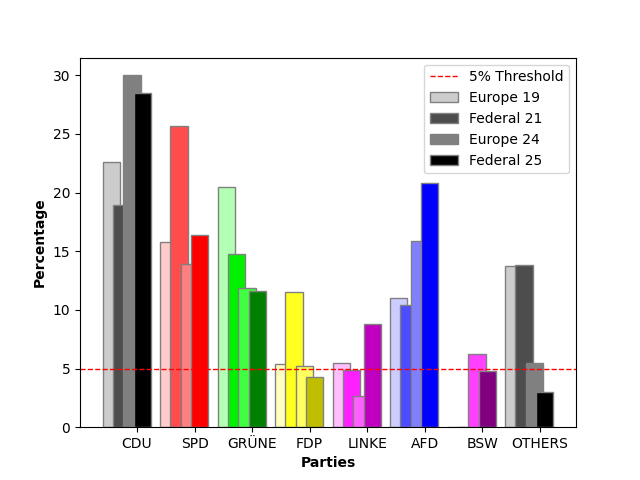 5% Threshold
Europe 19
Federal 21
Europe 24
Federal 25
30
25
20
15
10
5
0
Percentage
CDU SPD GRÜNE FDP LINKE AFD BSW OTHERS
Parties